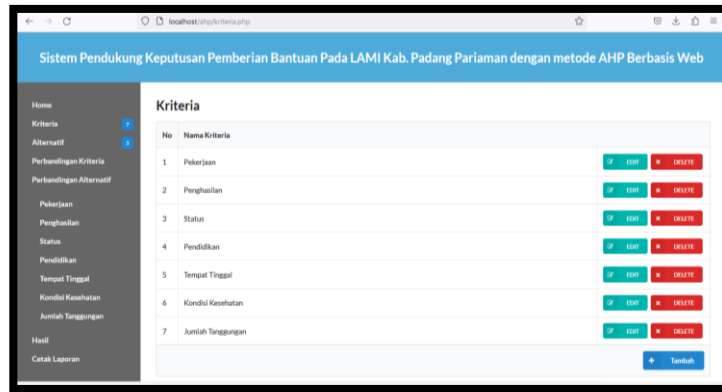 localhost/ahp/kriteria.php
Sistem Pendukung Keputusan Pemberian Bantuan Pada LAMI Kab. Padang Pariaman dengan metode AHP Berbasis Web
Home
Kriteria 7
Alternatif
Perbandingan Kriteria
Perbandingan Alternatif
Pekerjaan
Penghasilan
Status
Pendidikan
Tempat Tinggal
Kondisi Kesehatan
Jumlah Tanggungan
Hasil
Cetak Laporan
Kriteria
No Nama Kriteria
1 Pekerjaan EDIT DELETE
2 Penghasilan EDIT DELETE
3 Status EDIT DELETE
4 Pendidikan EDIT DELETE
5 Tempat Tinggal EDIT DELETE
6 Kondisi Kesehatan EDIT DELETE
7 Jumlah Tanggungan EDIT DELETE
+ Tambah